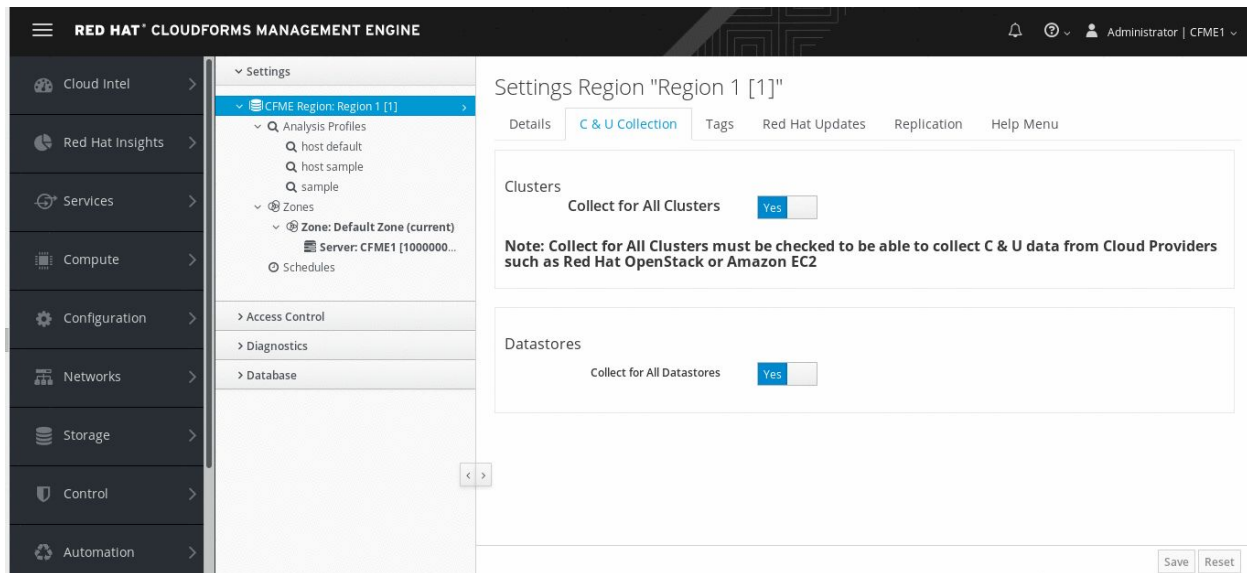 RED HAT® CLOUDFORMS MANAGEMENT ENGINE
Administrator | CFME1
Cloud Intel
Red Hat Insights
Services
Compute
Configuration
Networks
Storage
Control
Automation
Settings
CFME Region: Region 1 [1]
Analysis Profiles
host default
host sample
sample
Zones
Zone: Default Zone (current)
Server: CFME1 [1000000...
Schedules
Access Control
Diagnostics
Database
Settings Region "Region 1 [1]"
Details C & U Collection Tags Red Hat Updates Replication Help Menu
Clusters
Collect for All Clusters Yes
Note: Collect for All Clusters must be checked to be able to collect C & U data from Cloud Providers
such as Red Hat OpenStack or Amazon EC2
Datastores
Collect for All Datastores Yes
Save Reset